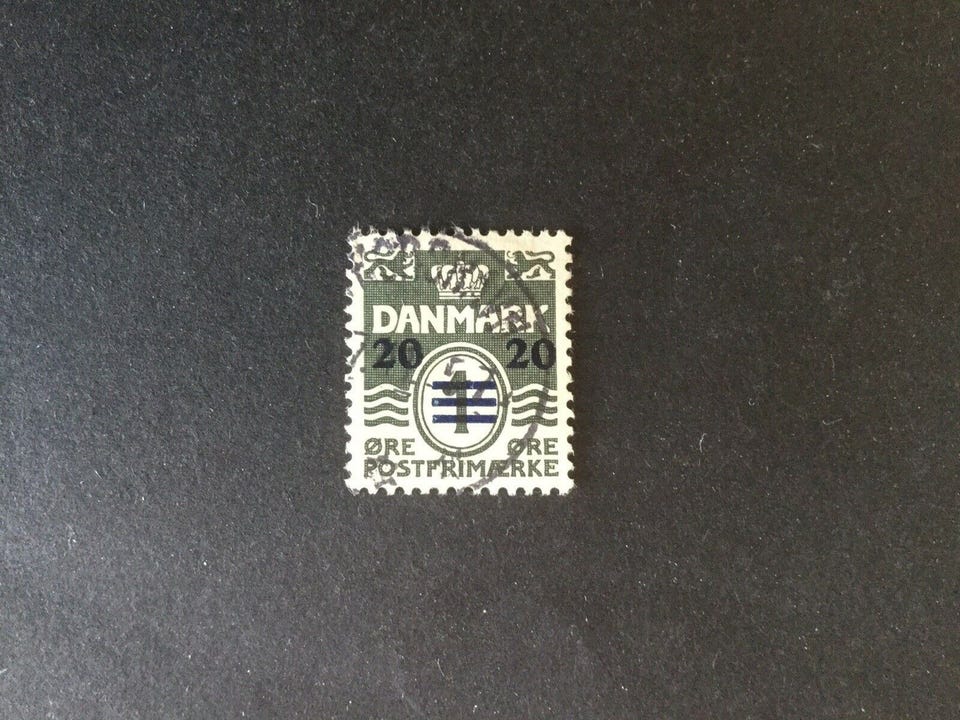 DANMARK
20 20
1
ØRE ØRE
POSTFRIMÆRKE